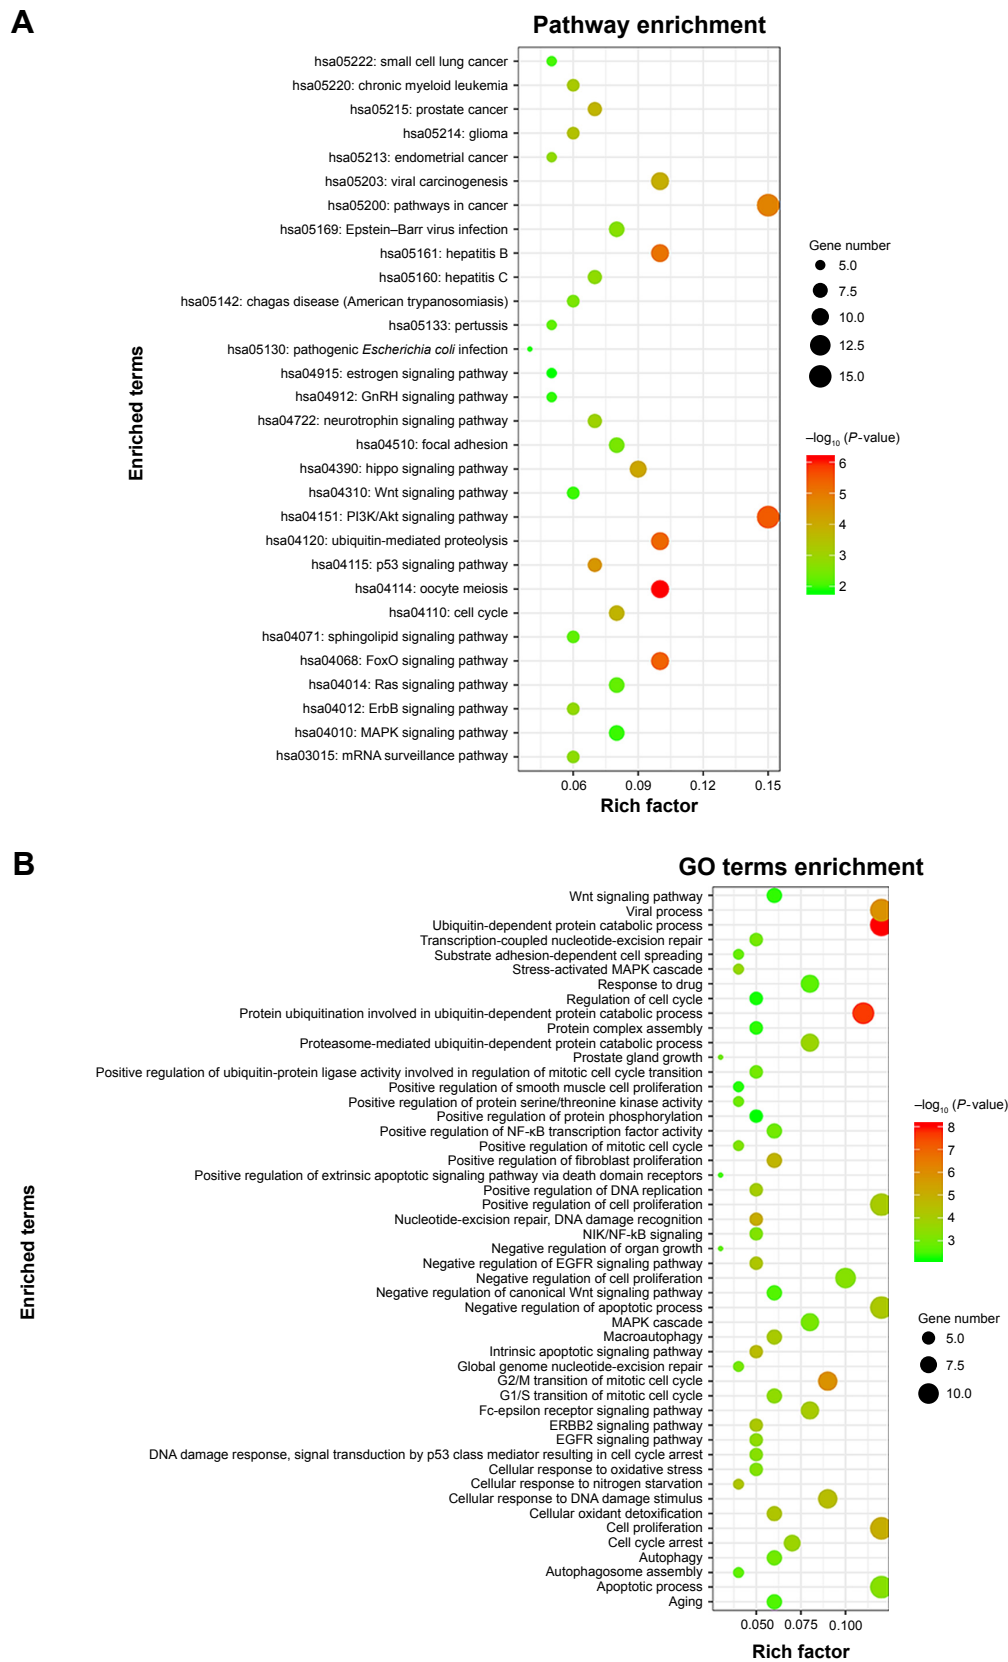 A
Pathway enrichment
Enriched terms
hsa05222: small cell lung cancer
hsa05220: chronic myeloid leukemia
hsa05215: prostate cancer
hsa05214: glioma
hsa05213: endometrial cancer
hsa05203: viral carcinogenesis
hsa05200: pathways in cancer
hsa05169: Epstein–Barr virus infection
hsa05161: hepatitis B
hsa05160: hepatitis C
hsa05142: chagas disease (American trypanosomiasis)
hsa05133: pertussis
hsa05130: pathogenic Escherichia coli infection
hsa04915: estrogen signaling pathway
hsa04912: GnRH signaling pathway
hsa04722: neurotrophin signaling pathway
hsa04510: focal adhesion
hsa04390: hippo signaling pathway
hsa04310: Wnt signaling pathway
hsa04151: PI3K/Akt signaling pathway
hsa04120: ubiquitin-mediated proteolysis
hsa04115: p53 signaling pathway
hsa04114: oocyte meiosis
hsa04110: cell cycle
hsa04071: sphingolipid signaling pathway
hsa04068: FoxO signaling pathway
hsa04014: Ras signaling pathway
hsa04012: ErbB signaling pathway
hsa04010: MAPK signaling pathway
hsa03015: mRNA surveillance pathway
0.06 0.09 0.12 0.15
Rich factor
Gene number
5.0
7.5
10.0
12.5
15.0
–log10 (P-value)
6
5
4
3
2
B
GO terms enrichment
Enriched terms
Wnt signaling pathway
Viral process
Ubiquitin-dependent protein catabolic process
Transcription-coupled nucleotide-excision repair
Substrate adhesion-dependent cell spreading
Stress-activated MAPK cascade
Response to drug
Regulation of cell cycle
Protein ubiquitination involved in ubiquitin-dependent protein catabolic process
Protein complex assembly
Proteasome-mediated ubiquitin-dependent protein catabolic process
Prostate gland growth
Positive regulation of ubiquitin-protein ligase activity involved in regulation of mitotic cell cycle transition
Positive regulation of smooth muscle cell proliferation
Positive regulation of protein serine/threonine kinase activity
Positive regulation of protein phosphorylation
Positive regulation of NF-κB transcription factor activity
Positive regulation of mitotic cell cycle
Positive regulation of fibroblast proliferation
Positive regulation of extrinsic apoptotic signaling pathway via death domain receptors
Positive regulation of DNA replication
Positive regulation of cell proliferation
Nucleotide-excision repair, DNA damage recognition
NIK/NF-kB signaling
Negative regulation of organ growth
Negative regulation of EGFR signaling pathway
Negative regulation of cell proliferation
Negative regulation of canonical Wnt signaling pathway
Negative regulation of apoptotic process
MAPK cascade
Macroautophagy
Intrinsic apoptotic signaling pathway
Global genome nucleotide-excision repair
G2/M transition of mitotic cell cycle
G1/S transition of mitotic cell cycle
Fc-epsilon receptor signaling pathway
ERBB2 signaling pathway
EGFR signaling pathway
DNA damage response, signal transduction by p53 class mediator resulting in cell cycle arrest
Cellular response to oxidative stress
Cellular response to nitrogen starvation
Cellular response to DNA damage stimulus
Cellular oxidant detoxification
Cell proliferation
Cell cycle arrest
Autophagy
Autophagosome assembly
Apoptotic process
Aging
0.050 0.075 0.100
Rich factor
–log10 (P-value)
8
7
6
5
4
3
Gene number
5.0
7.5
10.0